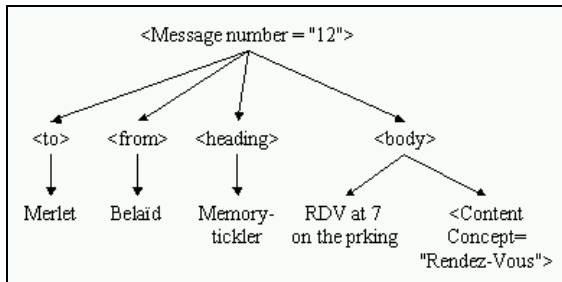 <Message number = "12">
<to>
<from>
<heading>
<body>
Merlet
Belaïd
Memory-
tickler
RDV at 7
on the prking
<Content
Concept=
"Rendez-Vous">